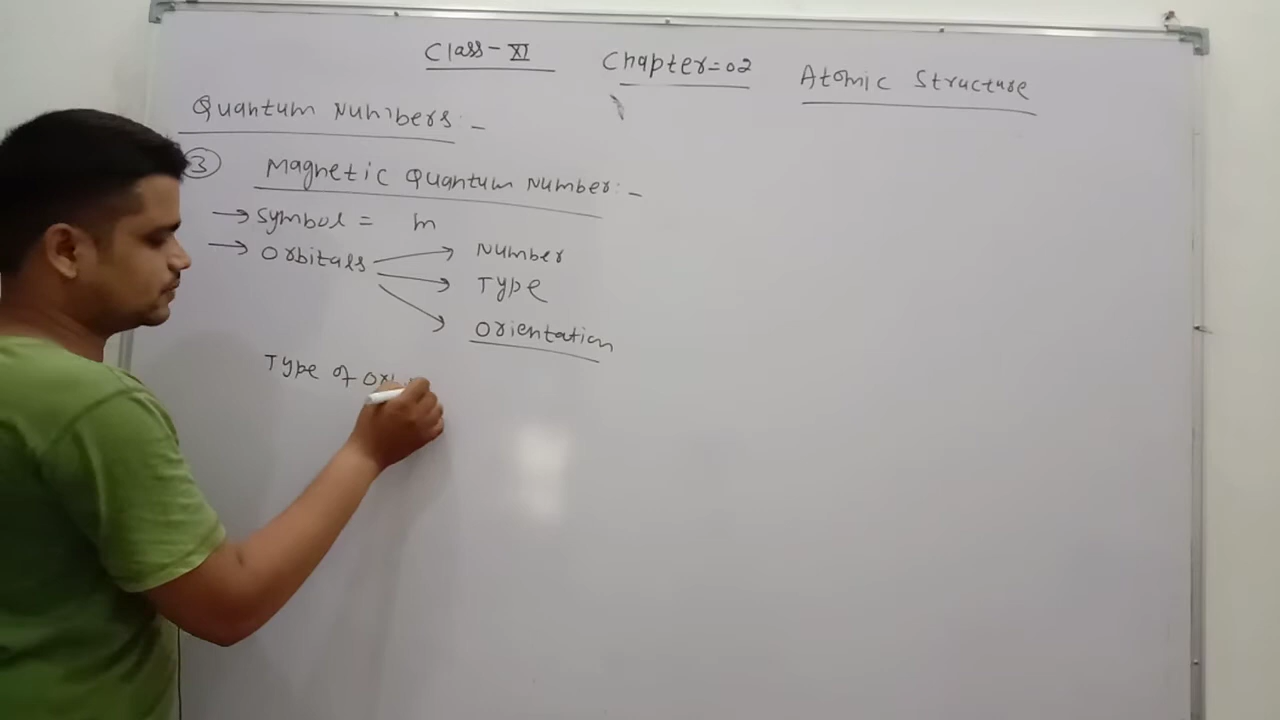 Class-XI Chapter=02 Atomic Structure
Quantum Numbers:-
③ Magnetic Quantum Number:-
→ Symbol = m
→ Orbitals → Number
→ Type
→ Orientation
Type of